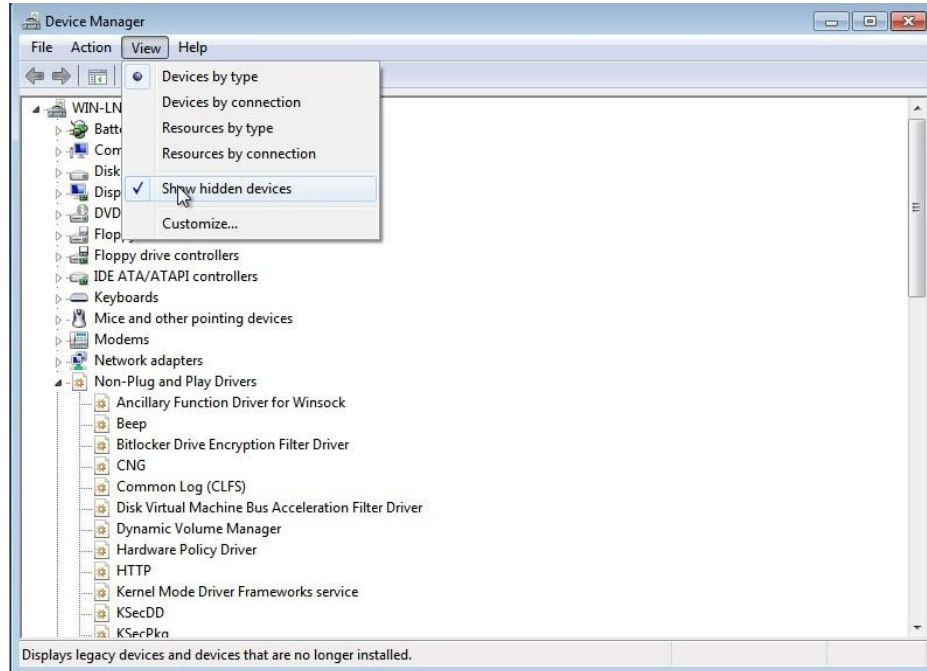 Device Manager
File Action View Help
Devices by type
Devices by connection
Resources by type
Resources by connection
Show hidden devices
Customize...
WIN-LN
Batt
Com
Disk
Disp
DVD
Flop
Floppy drive controllers
IDE ATA/ATAPI controllers
Keyboards
Mice and other pointing devices
Modems
Network adapters
Non-Plug and Play Drivers
Ancillary Function Driver for Winsock
Beep
Bitlocker Drive Encryption Filter Driver
CNG
Common Log (CLFS)
Disk Virtual Machine Bus Acceleration Filter Driver
Dynamic Volume Manager
Hardware Policy Driver
HTTP
Kernel Mode Driver Frameworks service
KSecDD
KSecPkg
Displays legacy devices and devices that are no longer installed.